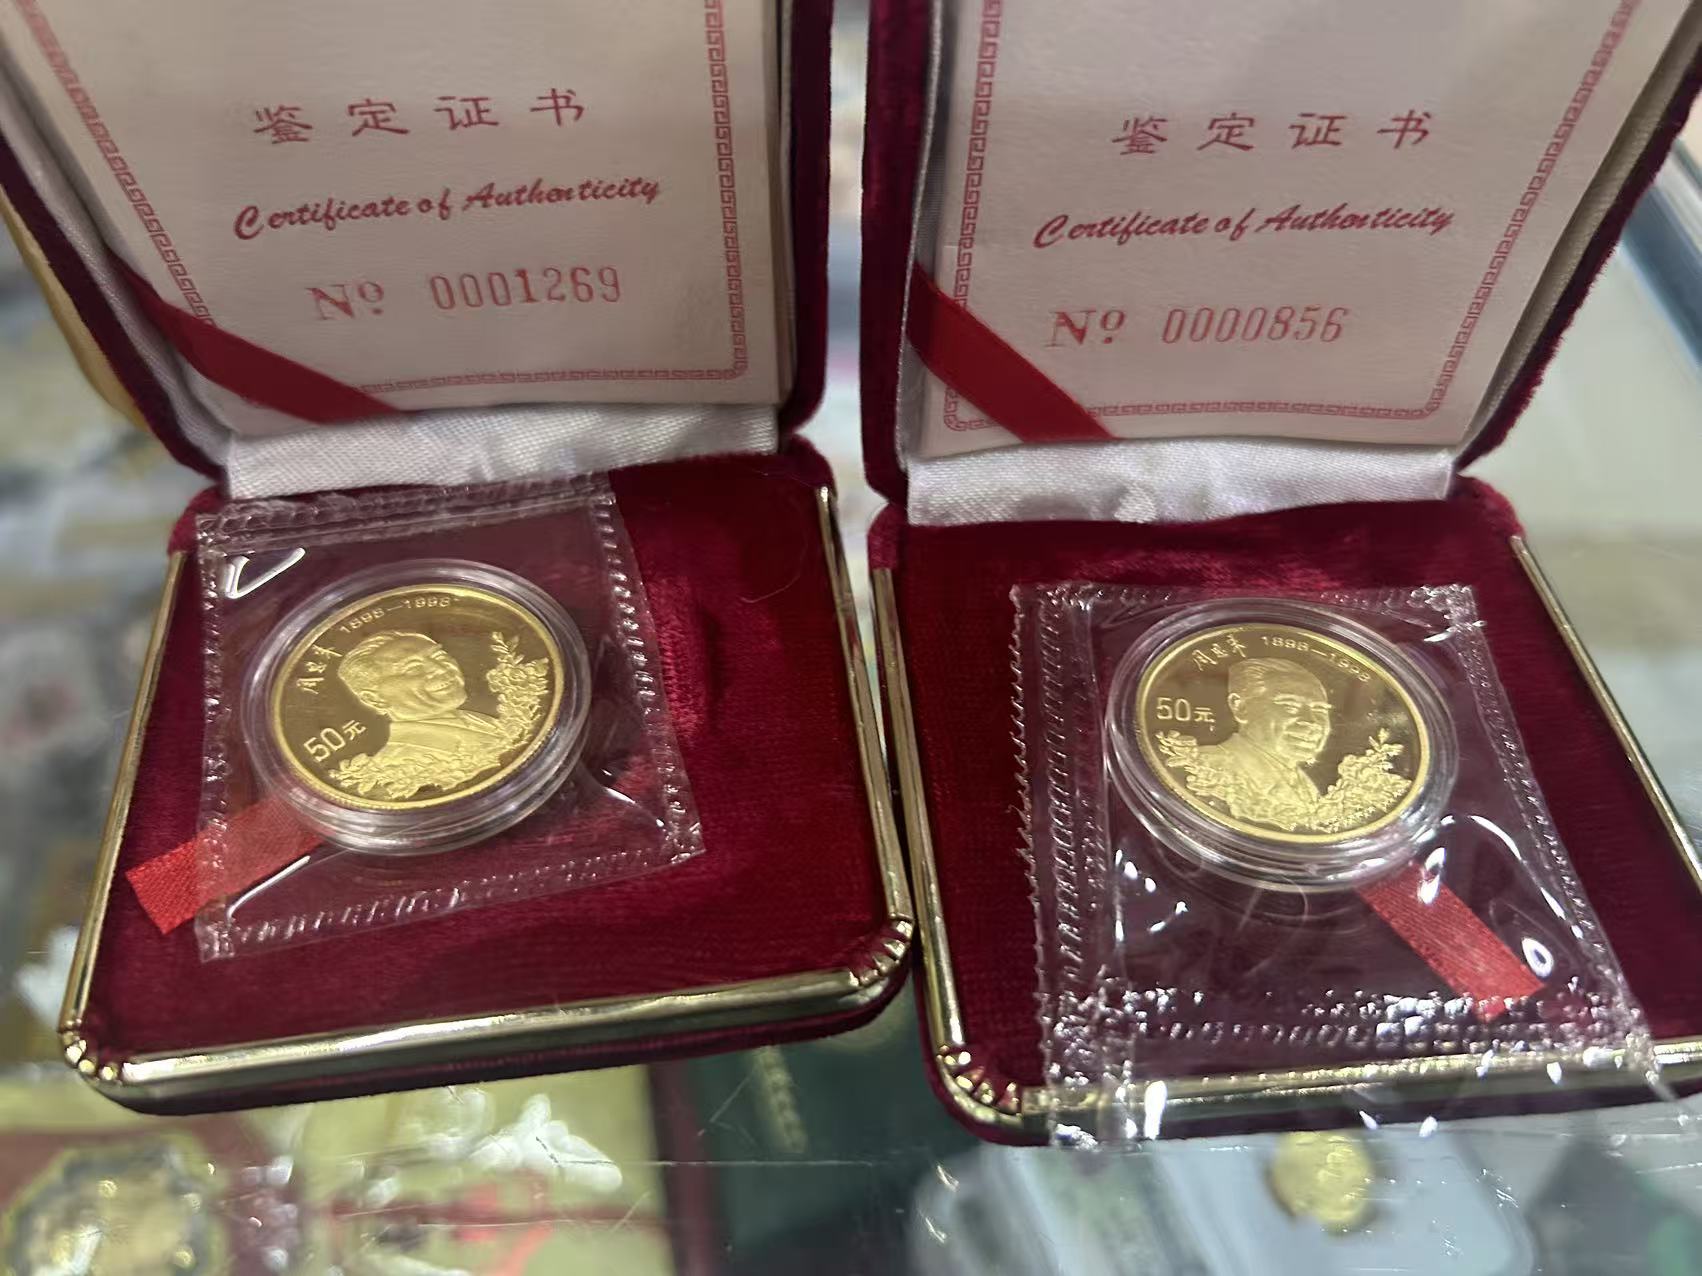 鉴定证书
Certificate of Authenticity
Nº 0001269
周恩来 1898—1998
50元
鉴定证书
Certificate of Authenticity
Nº 0000856
周恩来 1898—1998
50元